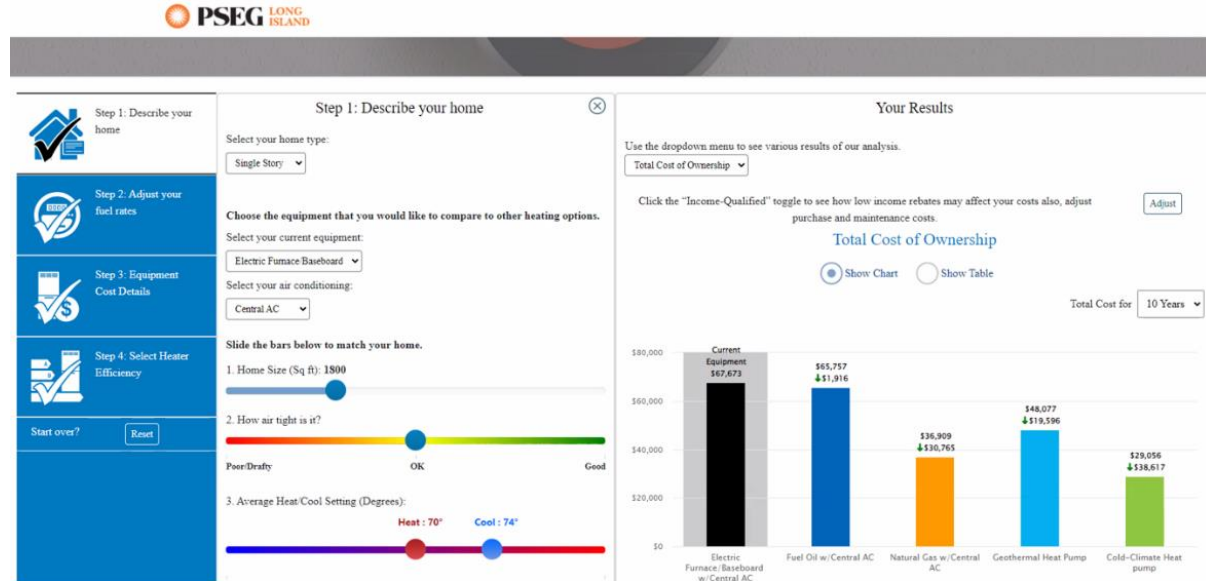 PSEG LONG ISLAND
Step 1: Describe your home
Step 2: Adjust your fuel rates
Step 3: Equipment Cost Details
Step 4: Select Heater Efficiency
Start over?
Reset
Step 1: Describe your home
Select your home type:
Single Story
Choose the equipment that you would like to compare to other heating options.
Select your current equipment:
Electric Furnace/Baseboard
Select your air conditioning:
Central AC
Slide the bars below to match your home.
1. Home Size (Sq ft): 1800
2. How air tight is it?
Poor/Drafty OK Good
3. Average Heat/Cool Setting (Degrees):
Heat : 70° Cool : 74°
Your Results
Use the dropdown menu to see various results of our analysis.
Total Cost of Ownership
Click the "Income-Qualified" toggle to see how low income rebates may affect your costs also, adjust
purchase and maintenance costs.
Adjust
Total Cost of Ownership
Show Chart Show Table
Total Cost for 10 Years
$80,000
$60,000
$40,000
$20,000
$0
Current
Equipment
$67,673
$65,757
↓$1,916
$36,909
↓$30,765
$48,077
↓$19,596
$29,056
↓$38,617
Electric
Furnace/Baseboard
w/Central AC
Fuel Oil w/Central AC
Natural Gas w/Central
AC
Geothermal Heat Pump
Cold-Climate Heat
pump